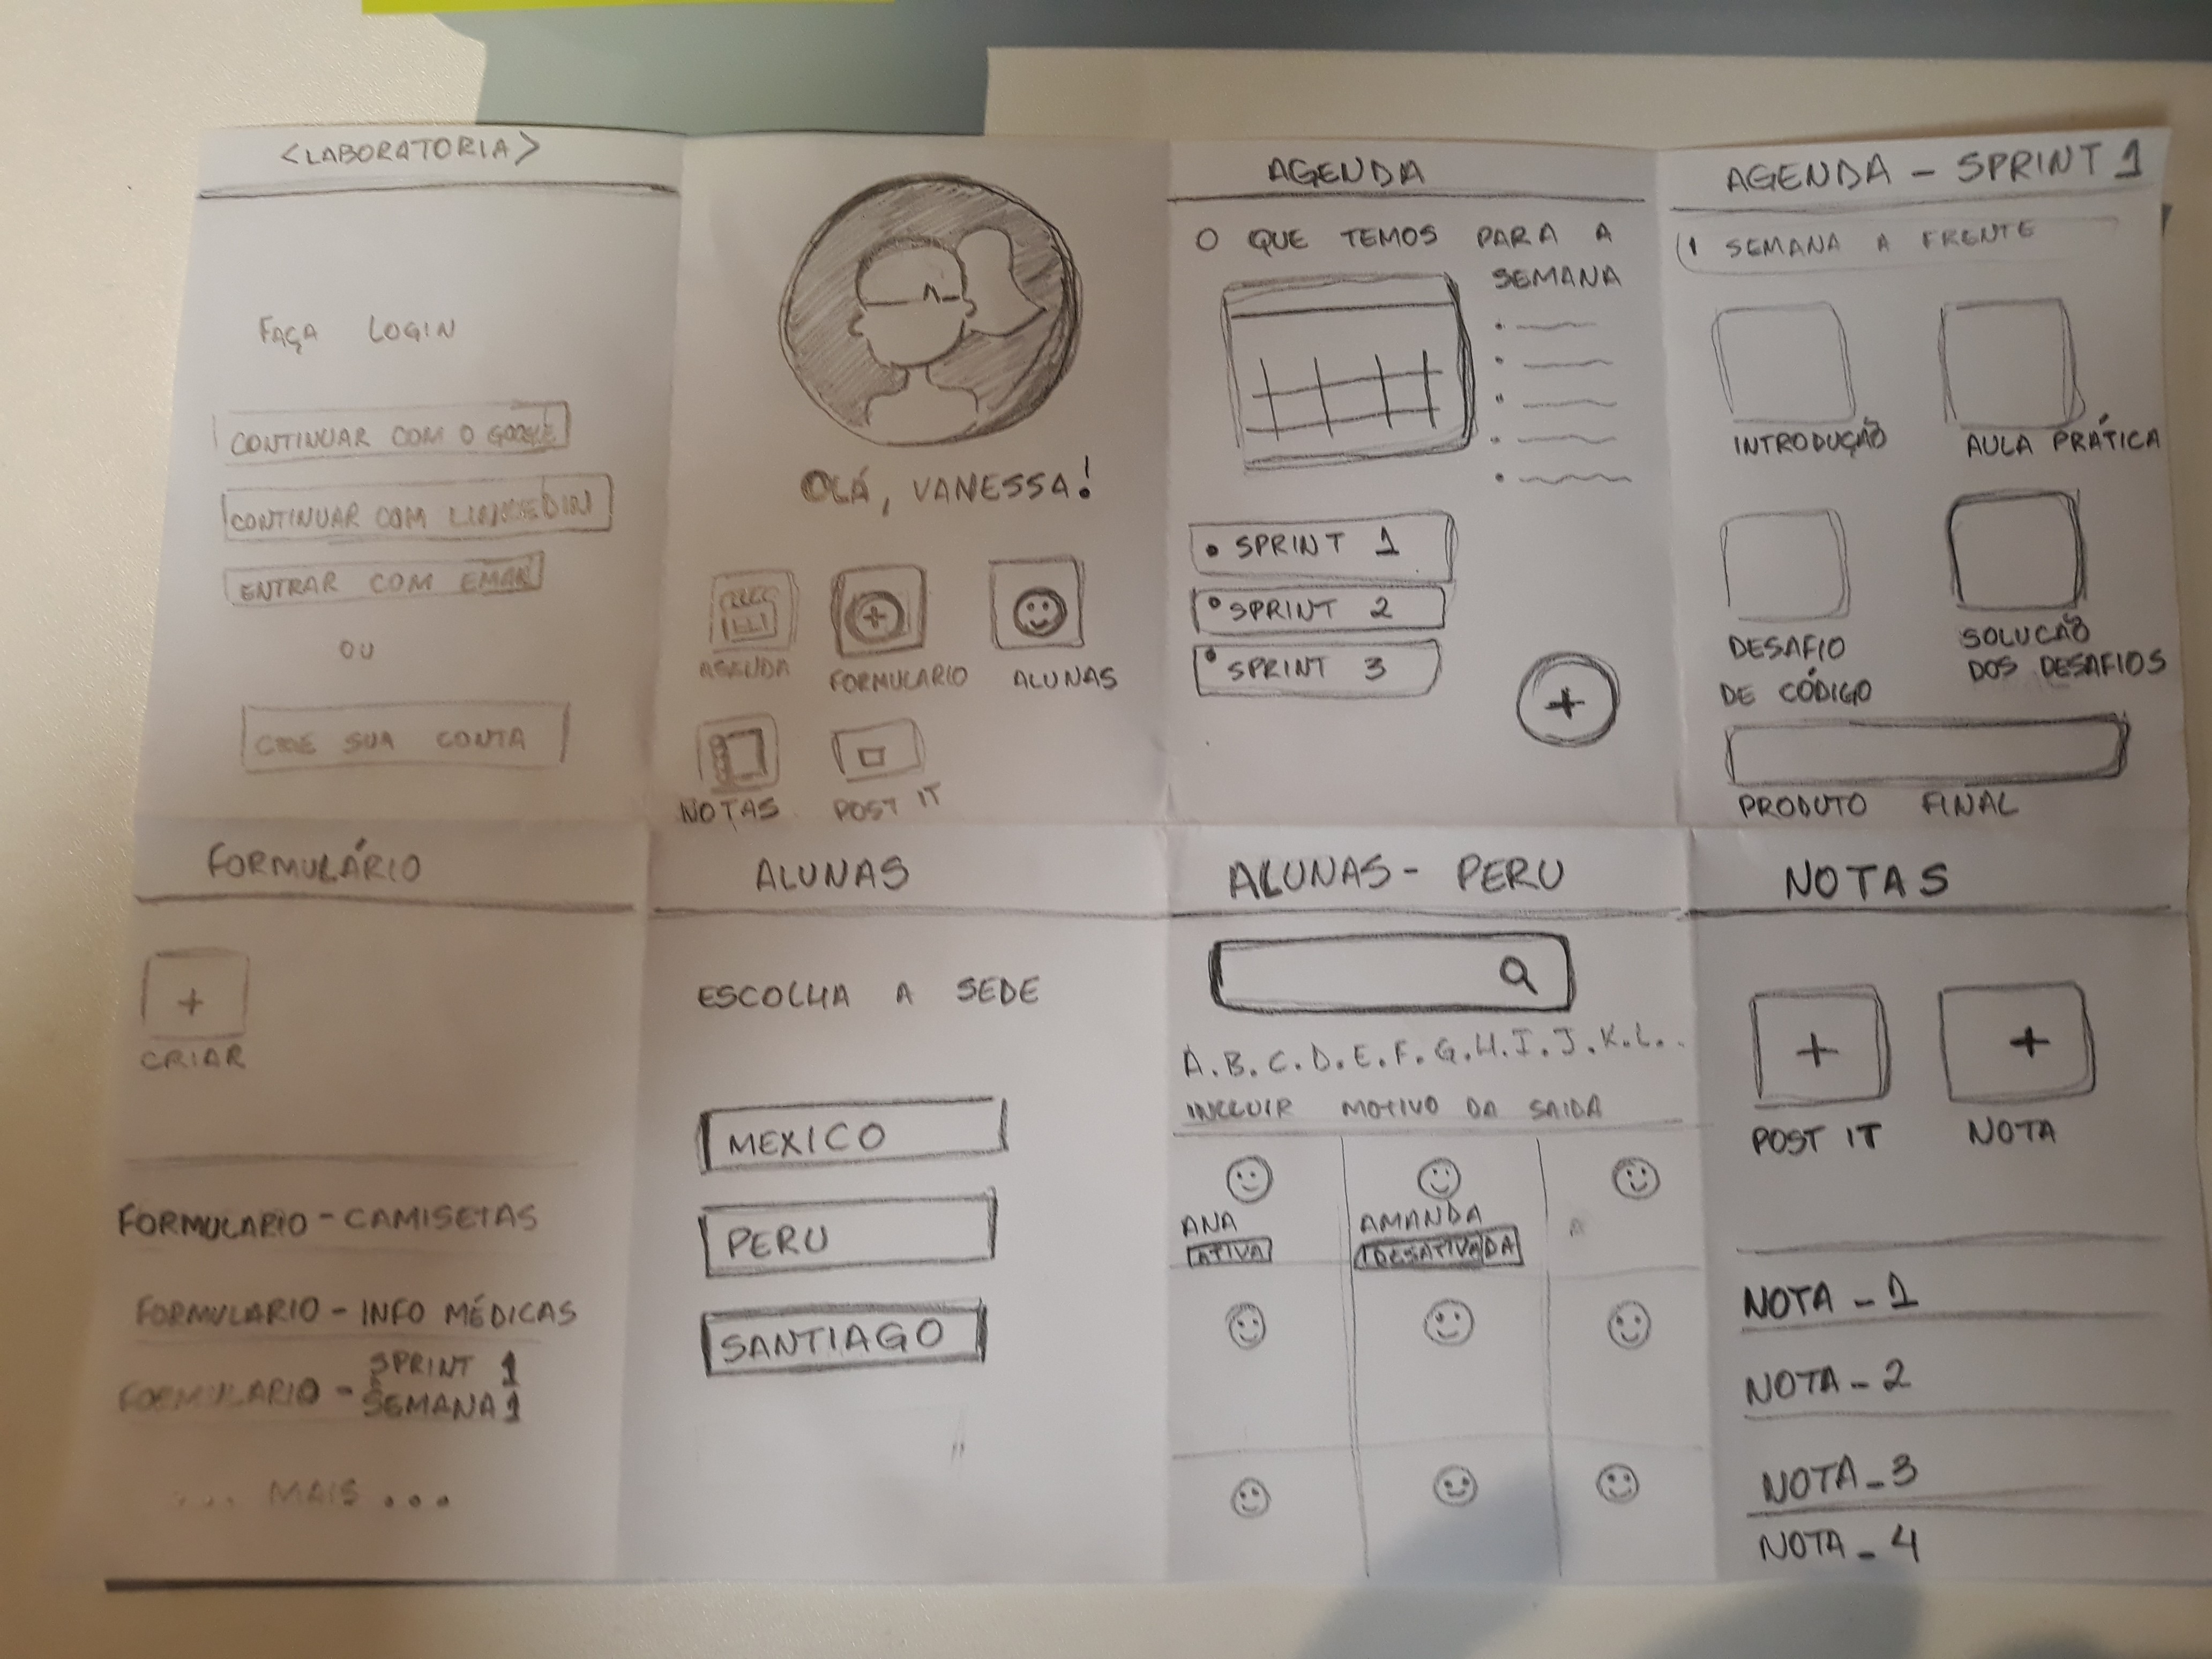 <LABORATORIA>
FAÇA LOGIN
CONTINUAR COM O GOOGLE
CONTINUAR COM LINKEDIN
ENTRAR COM EMAIL
OU
CRIE SUA CONTA
OLÁ, VANESSA!
AGENDA
FORMULARIO
ALUNAS
NOTAS
POST IT
AGENDA
O QUE TEMOS PARA A
SEMANA
• SPRINT 1
• SPRINT 2
• SPRINT 3
+
AGENDA - SPRINT 1
1 SEMANA A FRENTE
INTRODUÇÃO
AULA PRÁTICA
DESAFIO
DE CÓDIGO
SOLUCÃO
DOS DESAFIOS
PRODUTO FINAL
FORMULÁRIO
+
CRIAR
FORMULARIO - CAMISETAS
FORMULARIO - INFO MÉDICAS
FORMULARIO - SPRINT 1
SEMANA 1
... MAIS ...
ALUNAS
ESCOLHA A SEDE
MEXICO
PERU
SANTIAGO
ALUNAS - PERU
A.B.C.D.E.F.G.H.I.J.K.L..
INCLUIR MOTIVO DA SAIDA
ANA
ATIVA
AMANDA
DESATIVADA
A
NOTAS
+
POST IT
+
NOTA
NOTA - 1
NOTA - 2
NOTA - 3
NOTA - 4